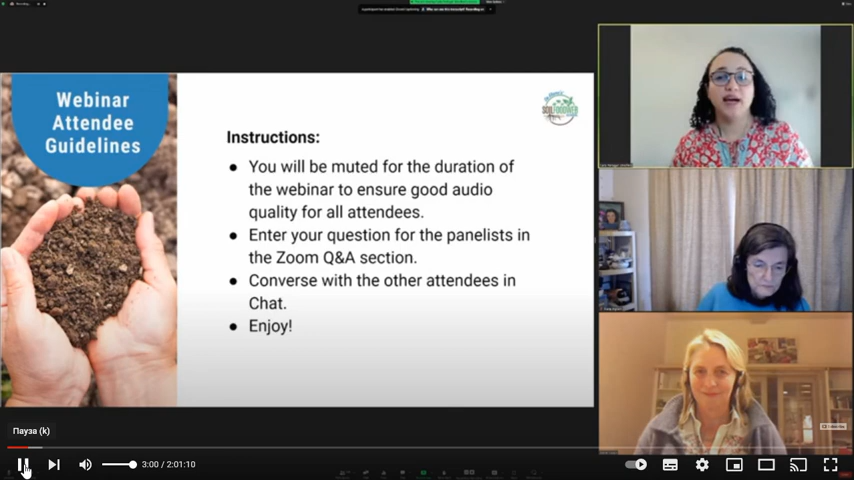 Webinar
Attendee
Guidelines
SOILFOODWEB
Instructions:
● You will be muted for the duration of
the webinar to ensure good audio
quality for all attendees.
● Enter your question for the panelists in
the Zoom Q&A section.
● Converse with the other attendees in
Chat.
● Enjoy!
Пауза (k)
3:00 / 2:01:10